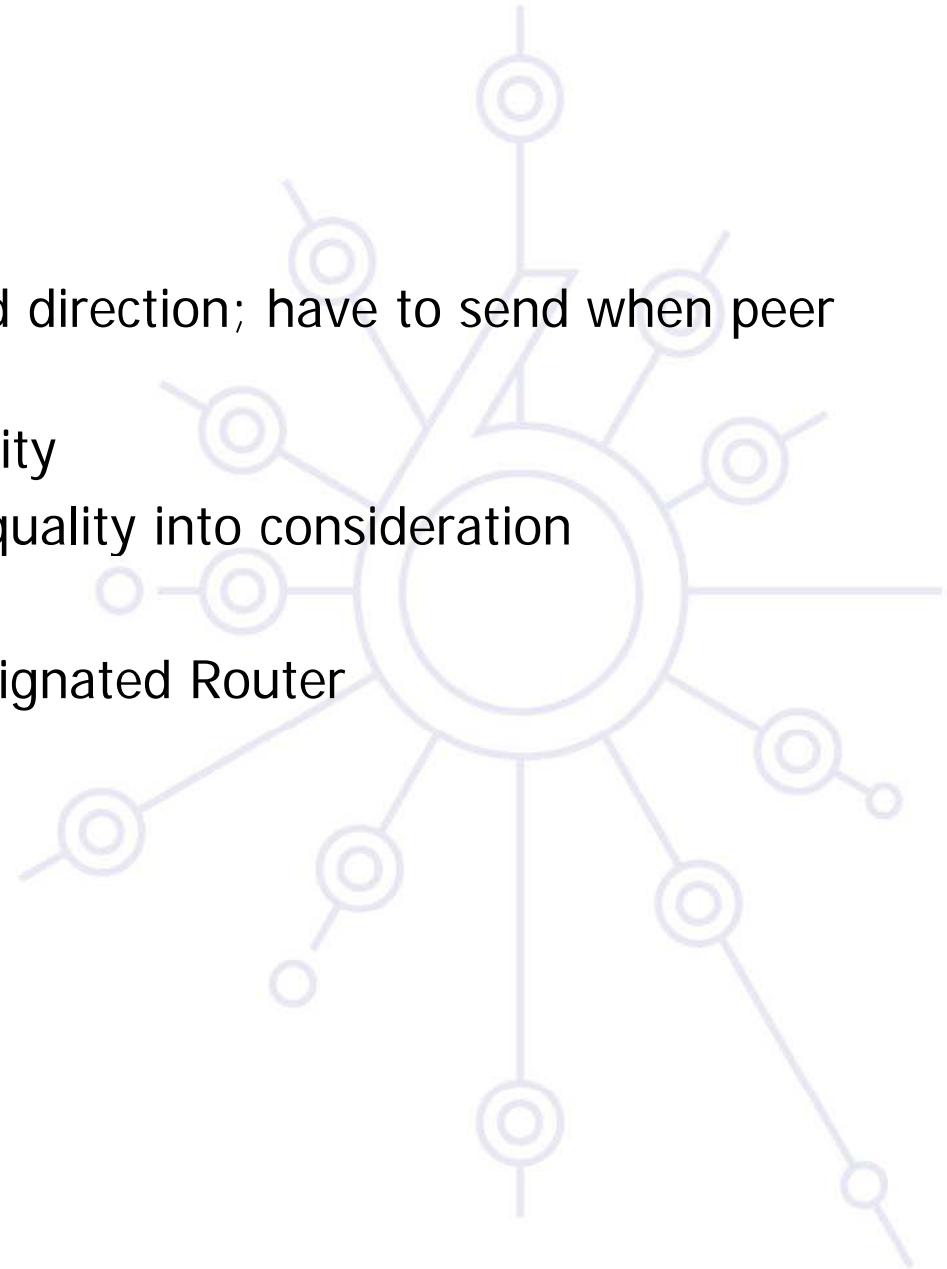 d direction; have to send when peer
ity
quality into consideration
ignated Router